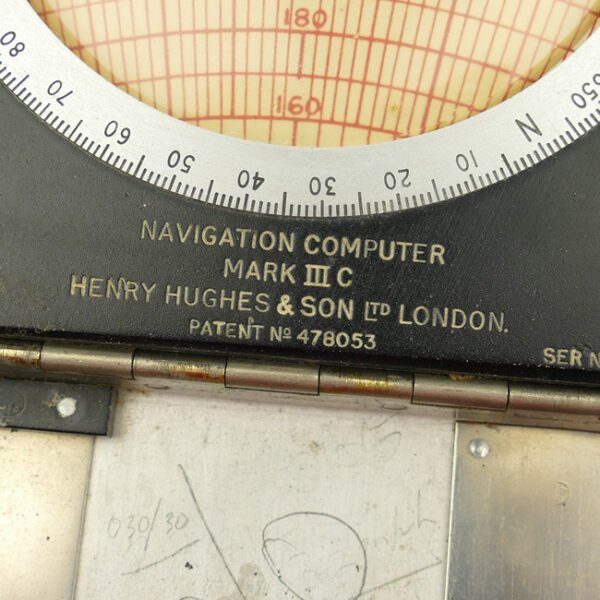 180
160
80 70 60 50 40 30 20 10 N 350
NAVIGATION COMPUTER
MARK III C
HENRY HUGHES & SON LTD LONDON.
PATENT No 478053
SER N
030/30